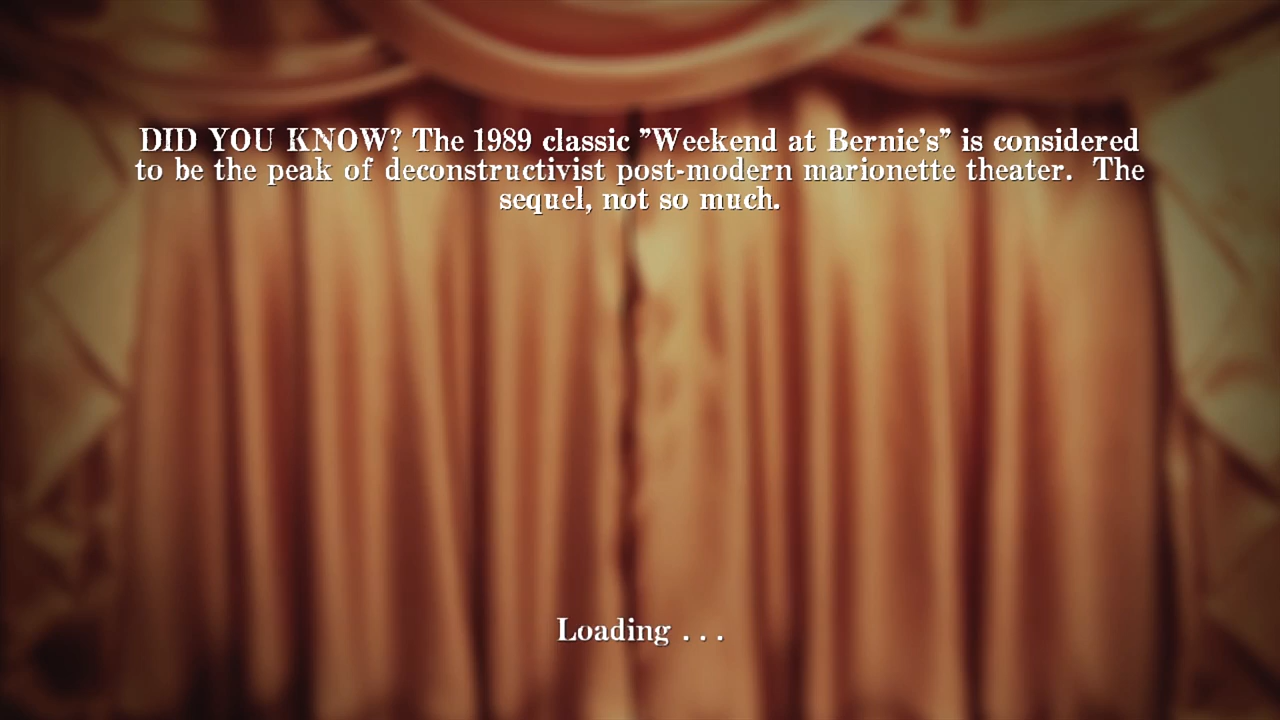 DID YOU KNOW? The 1989 classic "Weekend at Bernie's" is considered
to be the peak of deconstructivist post-modern marionette theater.  The
sequel, not so much.
Loading . . .